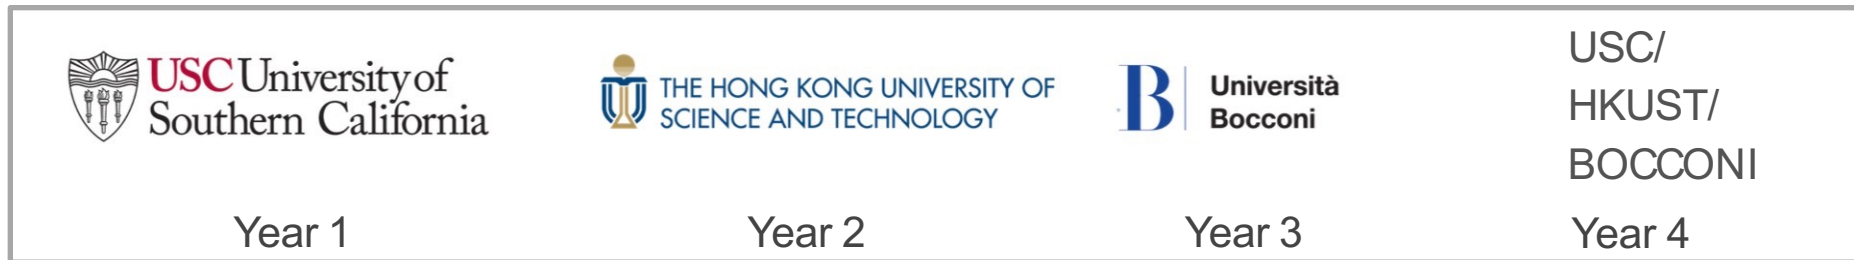 USC University of
Southern California
THE HONG KONG UNIVERSITY OF
SCIENCE AND TECHNOLOGY
B
Università
Bocconi
USC/
HKUST/
BOCCONI
Year 1
Year 2
Year 3
Year 4